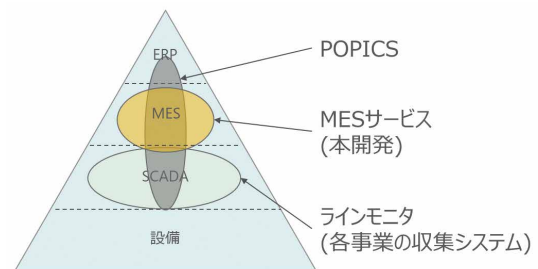 ERP
POPICS
MES
MESサービス
(本開発)
SCADA
ラインモニタ
(各事業の収集システム)
設備